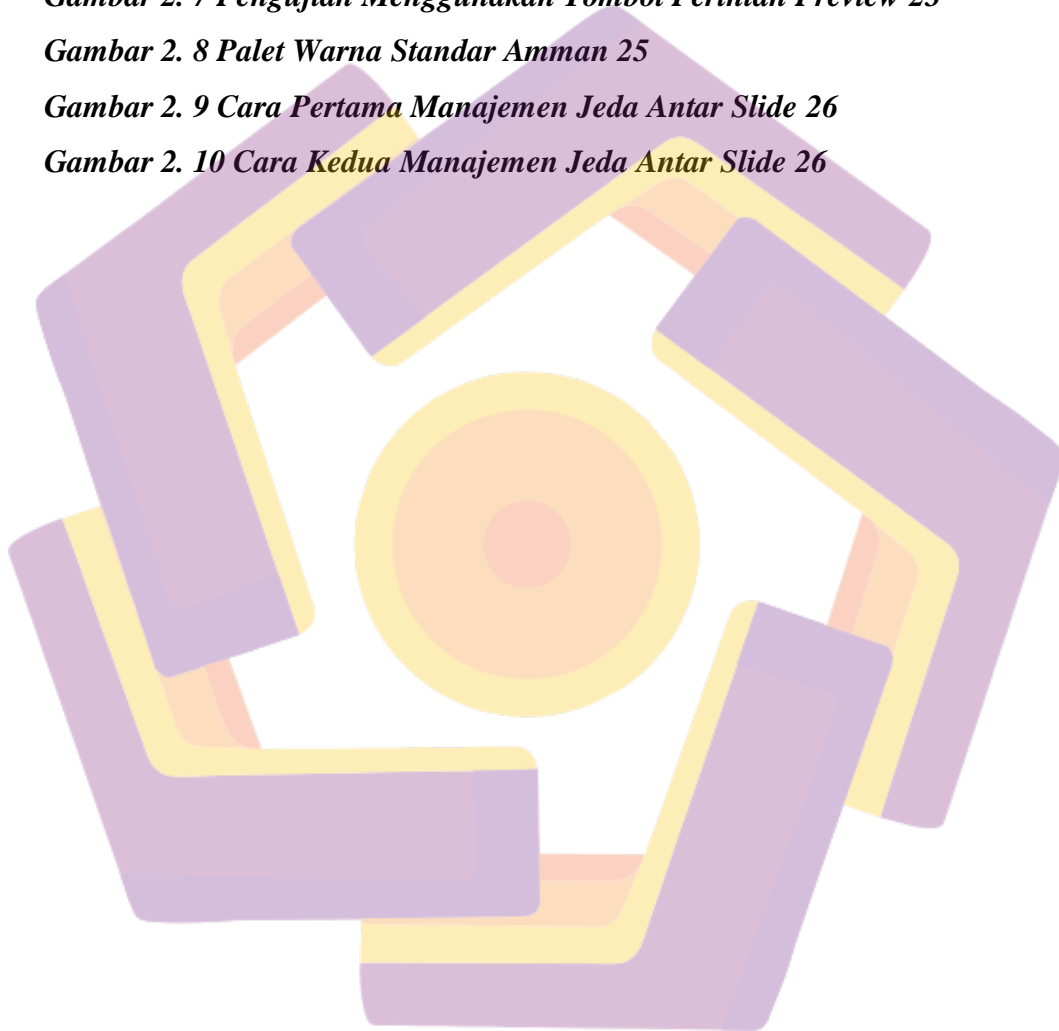 Gambar 2. 7 Pengujian Menggunakan Tombol Perintah Preview 25
Gambar 2. 8 Palet Warna Standar Amman 25
Gambar 2. 9 Cara Pertama Manajemen Jeda Antar Slide 26
Gambar 2. 10 Cara Kedua Manajemen Jeda Antar Slide 26